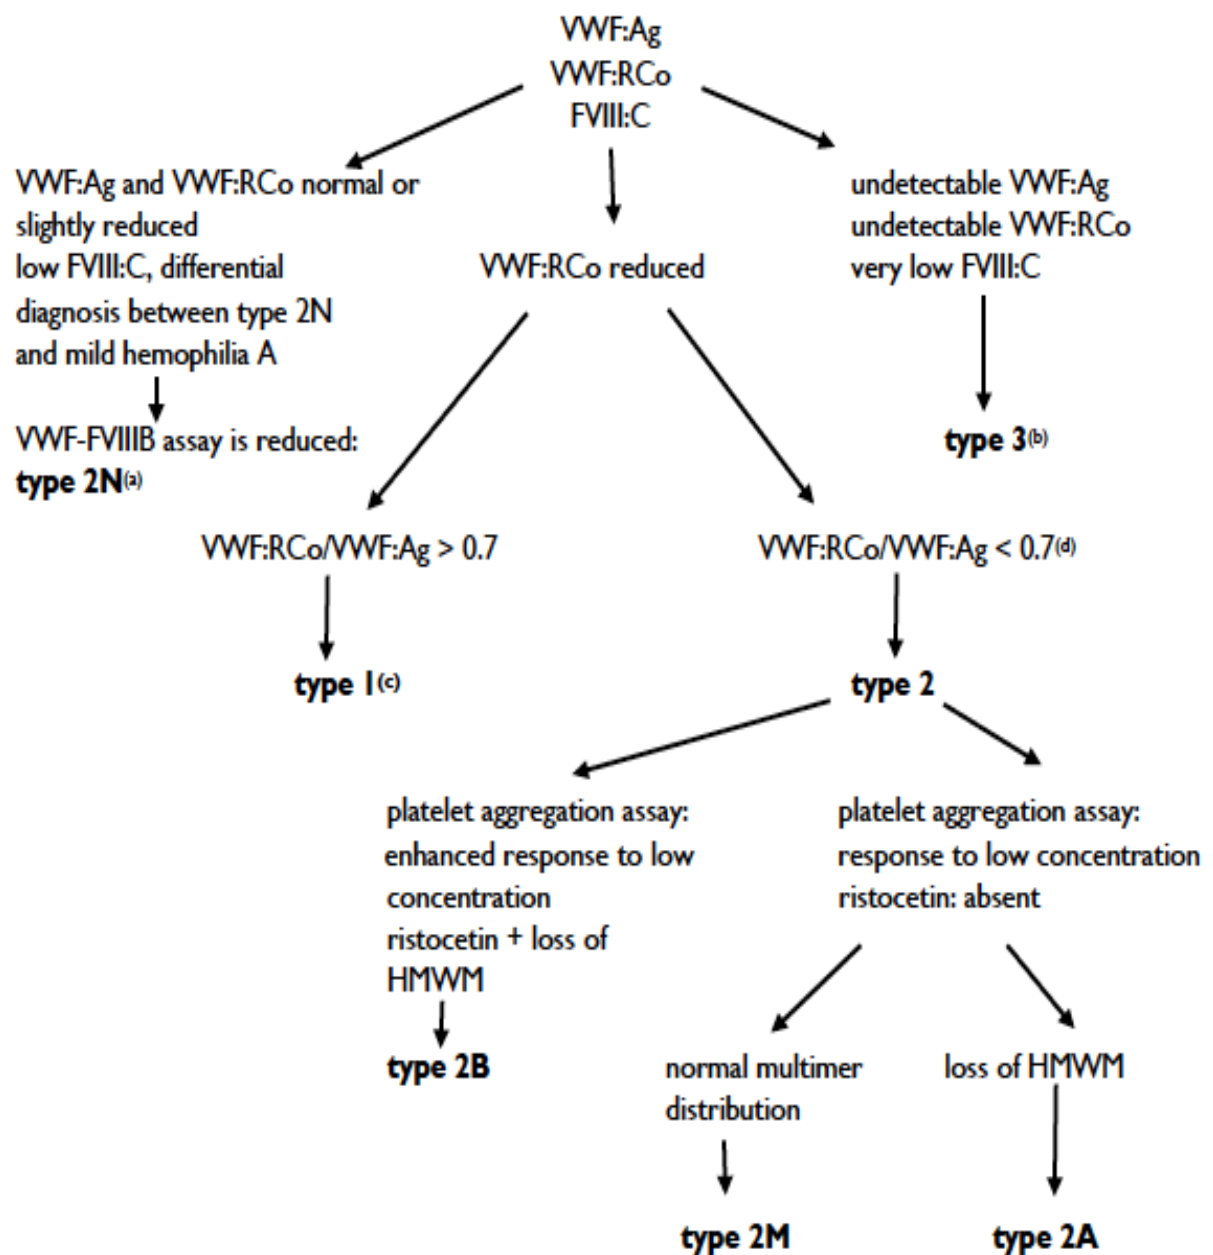 VWF:Ag
VWF:RCo
FVIII:C
VWF:Ag and VWF:RCo normal or
slightly reduced
low FVIII:C, differential
diagnosis between type 2N
and mild hemophilia A
VWF-FVIIIB assay is reduced:
type 2N(a)
VWF:RCo reduced
undetectable VWF:Ag
undetectable VWF:RCo
very low FVIII:C
type 3(b)
VWF:RCo/VWF:Ag > 0.7
type 1(c)
VWF:RCo/VWF:Ag < 0.7(d)
type 2
platelet aggregation assay:
enhanced response to low
concentration
ristocetin + loss of
HMWM
type 2B
platelet aggregation assay:
response to low concentration
ristocetin: absent
normal multimer
distribution
type 2M
loss of HMWM
type 2A